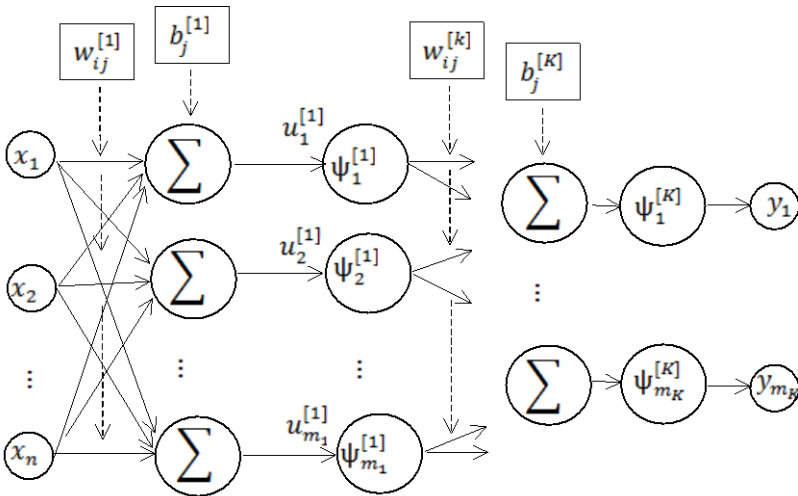 w_{ij}^{[1]}
b_j^{[1]}
w_{ij}^{[k]}
b_j^{[K]}
x_1
∑
u_1^{[1]}
ψ_1^{[1]}
∑
ψ_1^{[K]}
y_1
x_2
∑
u_2^{[1]}
ψ_2^{[1]}
⋮
⋮
⋮
⋮
∑
ψ_{m_K}^{[K]}
y_{m_K}
x_n
∑
u_{m_1}^{[1]}
ψ_{m_1}^{[1]}